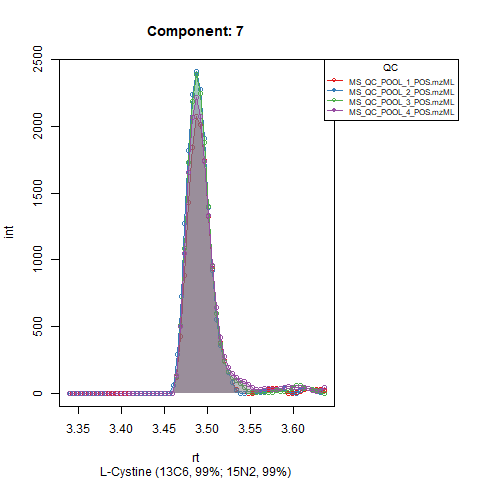 Component: 7
QC
MS_QC_POOL_1_POS.mzML
MS_QC_POOL_2_POS.mzML
MS_QC_POOL_3_POS.mzML
MS_QC_POOL_4_POS.mzML
int
2500
2000
1500
1000
500
0
3.35 3.40 3.45 3.50 3.55 3.60
rt
L-Cystine (13C6, 99%; 15N2, 99%)